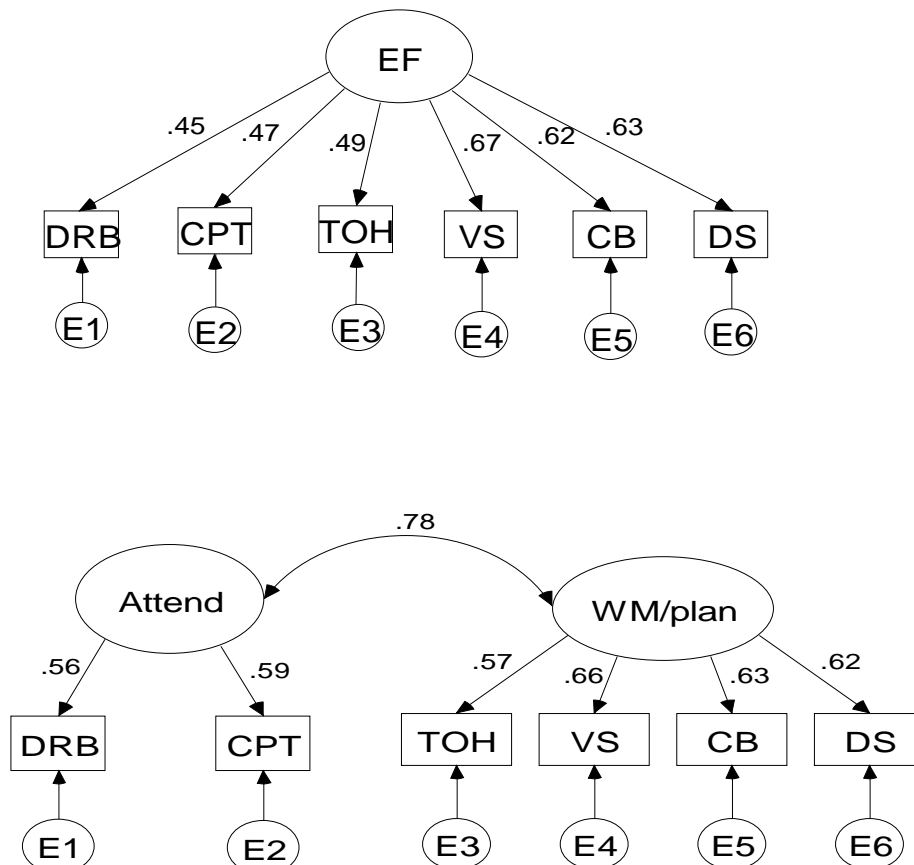 EF
.45 .47 .49 .67 .62 .63
DRB CPT TOH VS CB DS
E1 E2 E3 E4 E5 E6
.78
Attend WM/plan
.56 .59 .57 .66 .63 .62
DRB CPT TOH VS CB DS
E1 E2 E3 E4 E5 E6